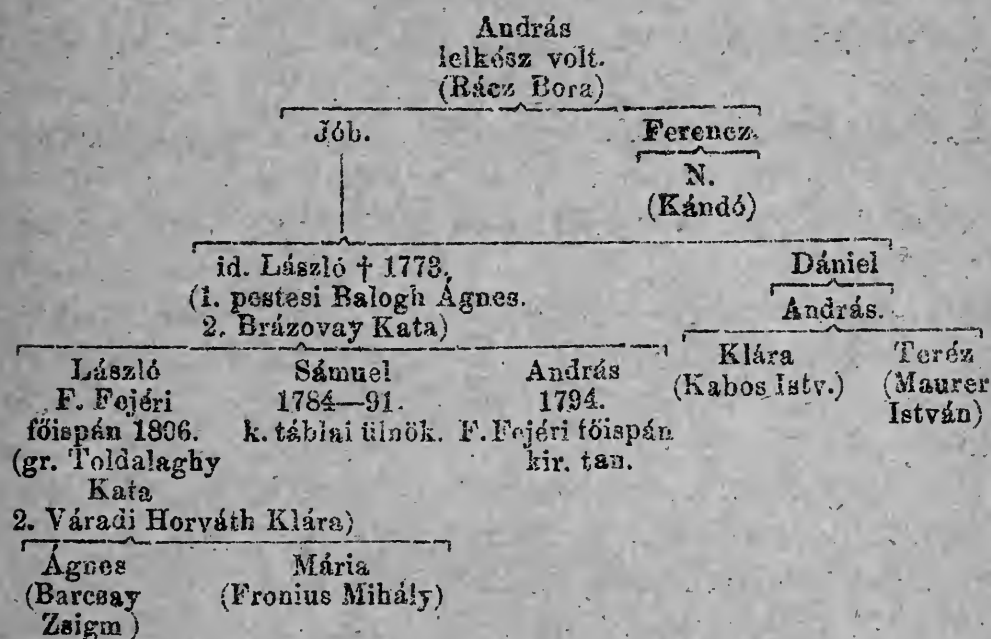 András
lelkész volt.
(Rácz Bora)
Jób. Ferencz.
N.
(Kándó)
id. László † 1773. Dániel
(1. pestesi Balogh Ágnes. András.
2. Brázovay Kata)
László Sámuel András Klára Teréz
F. Fejéri 1784—91. 1794. (Kabos Istv.) (Maurer
főispán 1806. k. táblai ülnök. F. Fejéri főispán István)
(gr. Toldalaghy kir. tan.
Kata
2. Váradi Horváth Klára)
Ágnes Mária
(Barcsay (Fronius Mihály)
Zsigm)